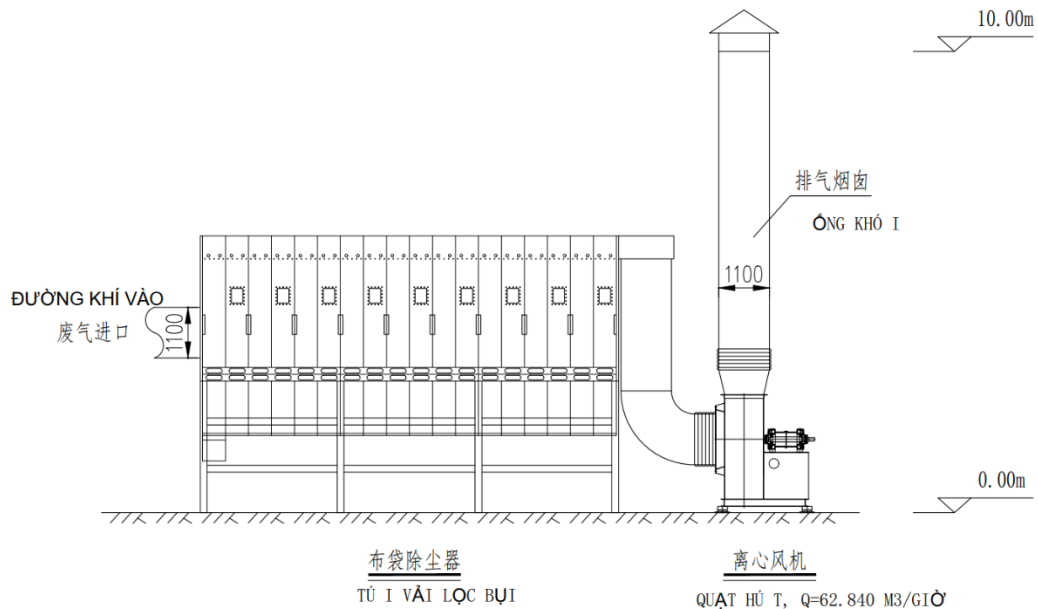 10.00m
排气烟囱
ỐNG KHÓ I
1100
ĐƯỜNG KHÍ VÀO
废气进口
1100
0.00m
布袋除尘器
TÚ I VẢI LỌC BỤI
离心风机
QUẠT HÚ T, Q=62.840 M3/GIỜ